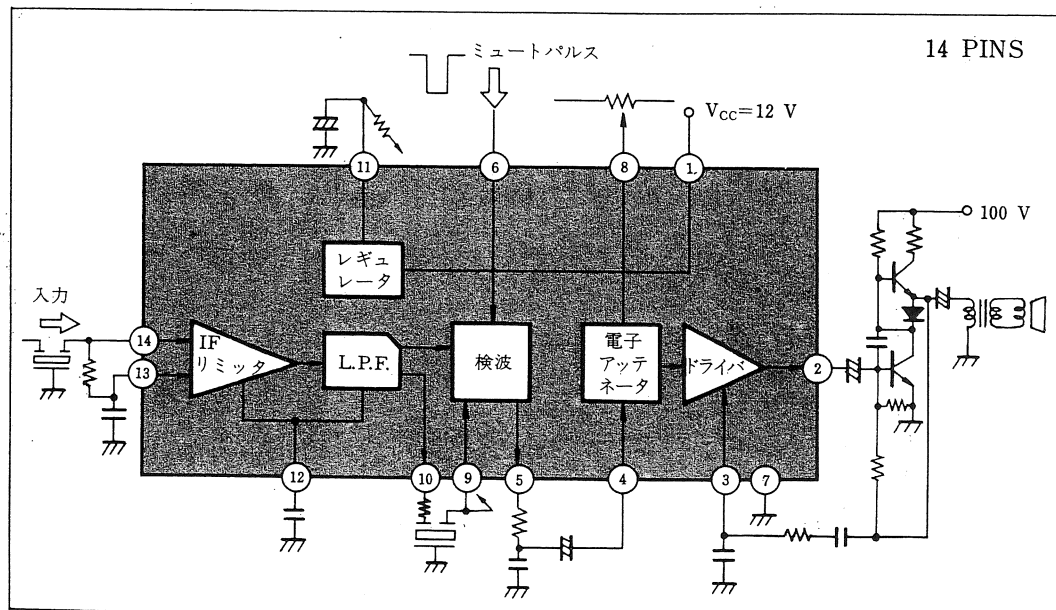 14 PINS
ミュートパルス
V_CC=12 V
11
6
8
1
100 V
レギュ
レータ
入力
14
13
IF
リミッタ
L.P.F.
検波
電子
アッテ
ネータ
ドライバ
2
12
10
9
5
4
3
7